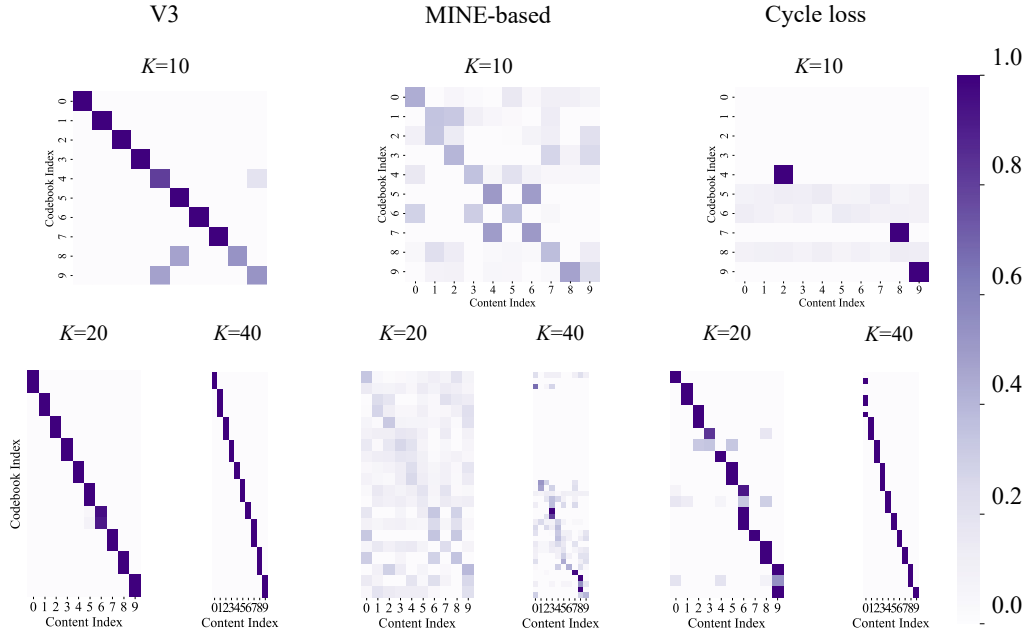 V3 MINE-based Cycle loss
K=10 K=10 K=10
1.0
0.8
0.6
0.4
0.2
0.0
Codebook Index
0
1
2
3
4
5
6
7
8
9
Codebook Index
0
1
2
3
4
5
6
7
8
9
0 1 2 3 4 5 6 7 8 9
Content Index
Codebook Index
0
1
2
3
4
5
6
7
8
9
0 1 2 3 4 5 6 7 8 9
Content Index
K=20 K=40 K=20 K=40 K=20 K=40
Codebook Index
0 1 2 3 4 5 6 7 8 9 0123456789 0 1 2 3 4 5 6 7 8 9 0123456789 0 1 2 3 4 5 6 7 8 9 0123456789
Content Index Content Index Content Index Content Index Content Index Content Index